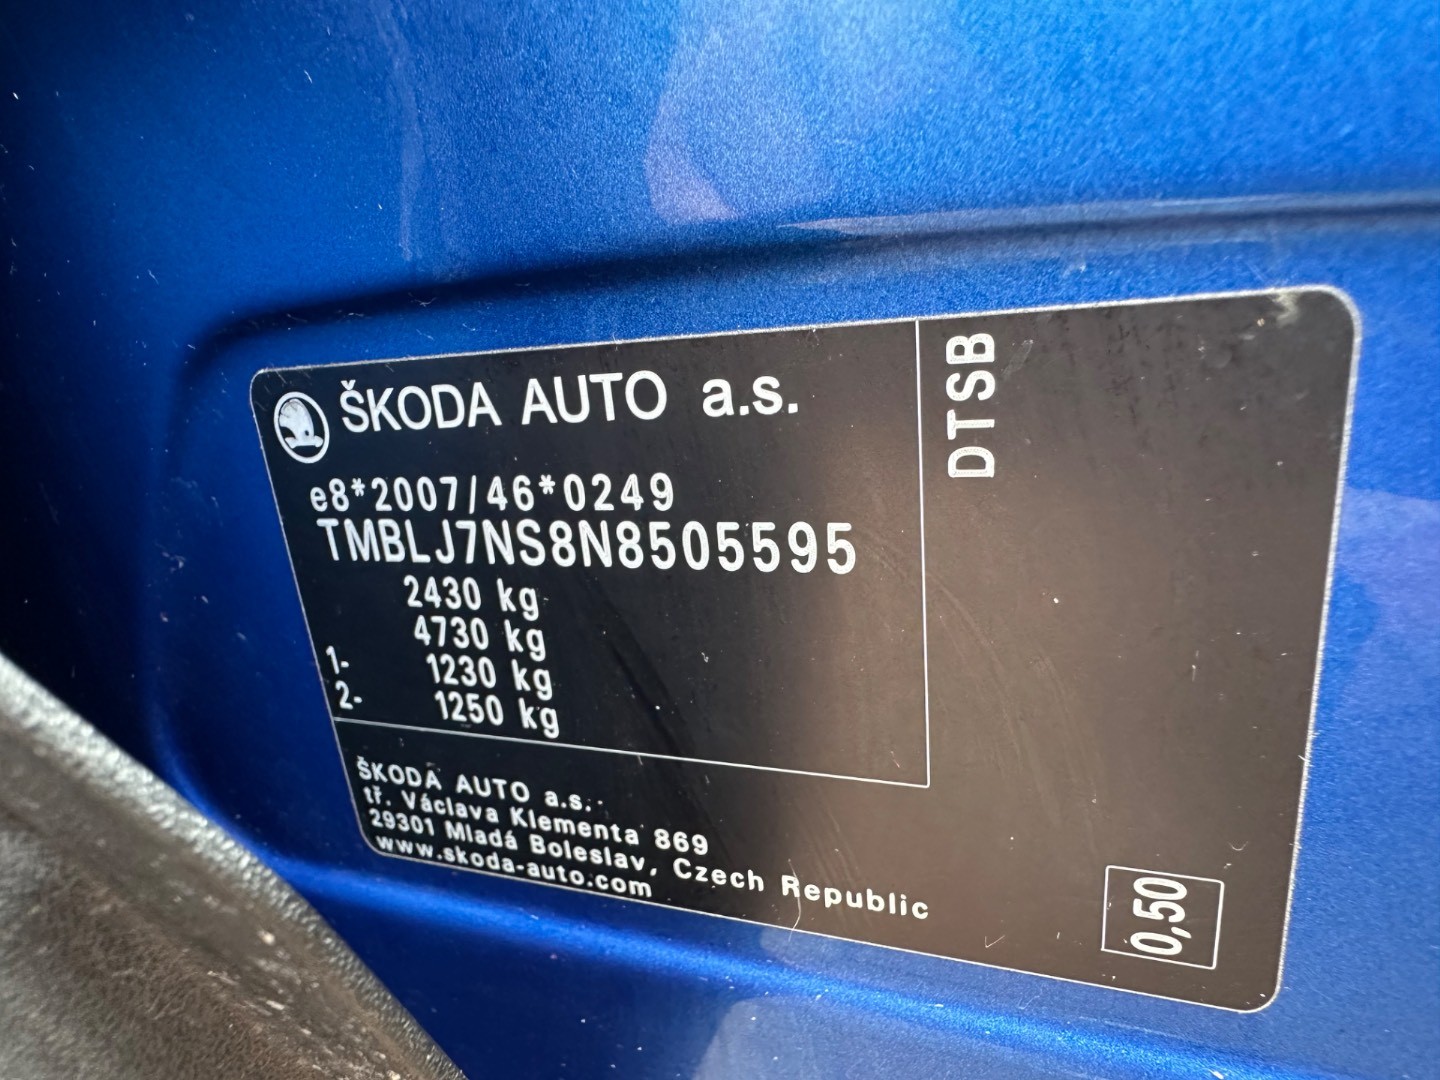 ŠKODA AUTO a.s.
e8*2007/46*0249
TMBLJ7NS8N8505595
2430 kg
4730 kg
1- 1230 kg
2- 1250 kg
ŠKODA AUTO a.s.
tř. Václava Klementa 869
29301 Mladá Boleslav, Czech Republic
www.skoda-auto.com
DTSB
0,50